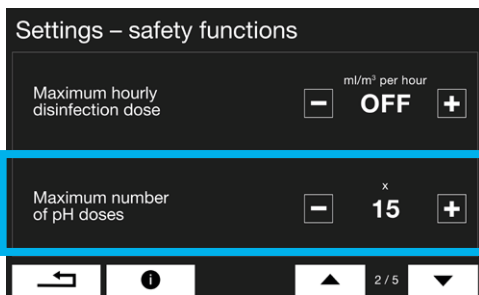 Settings – safety functions
ml/m³ per hour
Maximum hourly
disinfection dose
− OFF +
x
Maximum number
of pH doses
− 15 +
2 / 5